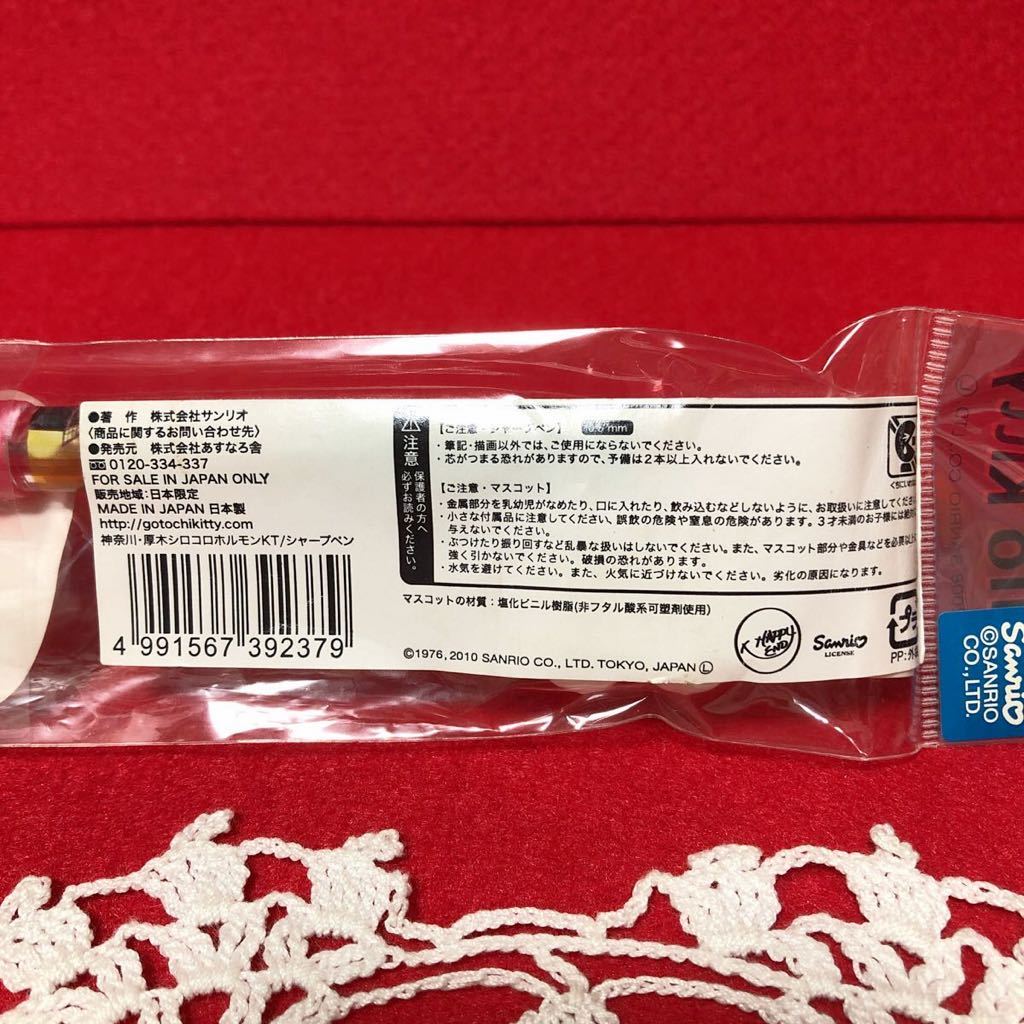 ●著 作 株式会社サンリオ
〈商品に関するお問い合わせ先〉
●発売元 株式会社あすなろ舎
0120-334-337
FOR SALE IN JAPAN ONLY
販売地域：日本限定
MADE IN JAPAN 日本製
http://gotochikitty.com
神奈川・厚木シロコロホルモンKT/シャープペン
4 991567 392379
注意
保護者の方へ
必ずお読みください。
【ご注意・シャープペン】
・筆記・描画以外では、ご使用にならないでください。
・芯がつまる恐れがありますので、予備は2本以上入れないでください。
【ご注意・マスコット】
・金属部分を乳幼児がなめたり、口に入れたり、飲み込むなどしないように、お取扱いに注意してくださ
・小さな付属品に注意してください、誤飲の危険や窒息の危険があります。3才未満のお子様には絶対
与えないでください。
・ぶつけたり振り回すなど乱暴な扱いはしないでください。また、マスコット部分や金具などを必要以上
強く引かないでください。破損の恐れがあります。
・水気を避けてください。また、火気に近づけないでください。劣化の原因になります。
マスコットの材質：塩化ビニル樹脂(非フタル酸系可塑剤使用)
©1976, 2010 SANRIO CO., LTD. TOKYO, JAPAN Ⓛ
K HAPPY END
Sanrio
LICENSE
プラ
PP:外
Sanrio
©SANRIO
CO.,LTD.
KITTY